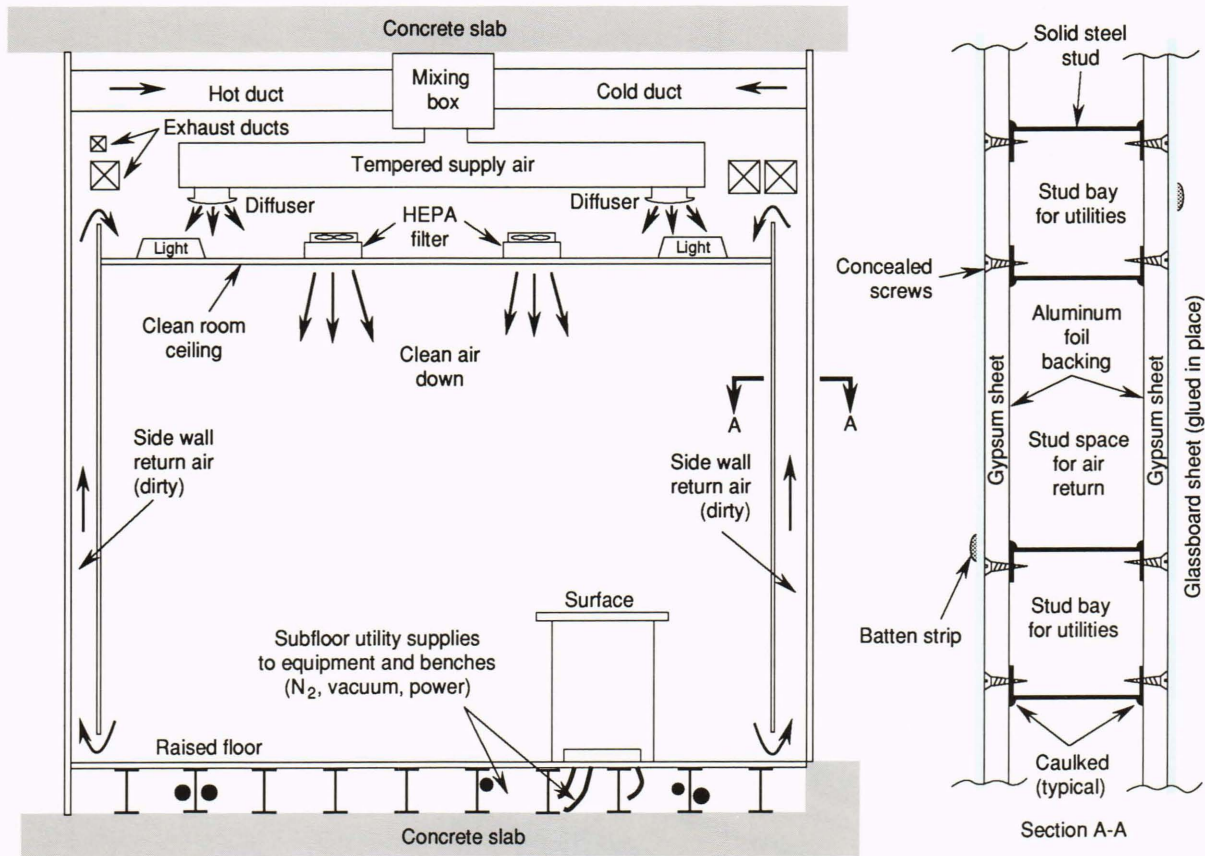 Concrete slab
Mixing
box
Hot duct
Cold duct
Exhaust ducts
Tempered supply air
Diffuser
Diffuser
HEPA
filter
Light
Light
Clean room
ceiling
Clean air
down
A
A
Side wall
return air
(dirty)
Side wall
return air
(dirty)
Surface
Subfloor utility supplies
to equipment and benches
(N2, vacuum, power)
Raised floor
Concrete slab
Solid steel
stud
Stud bay
for utilities
Concealed
screws
Aluminum
foil
backing
Gypsum sheet
Gypsum sheet
Glassboard sheet (glued in place)
Stud space
for air
return
Batten strip
Stud bay
for utilities
Caulked
(typical)
Section A-A